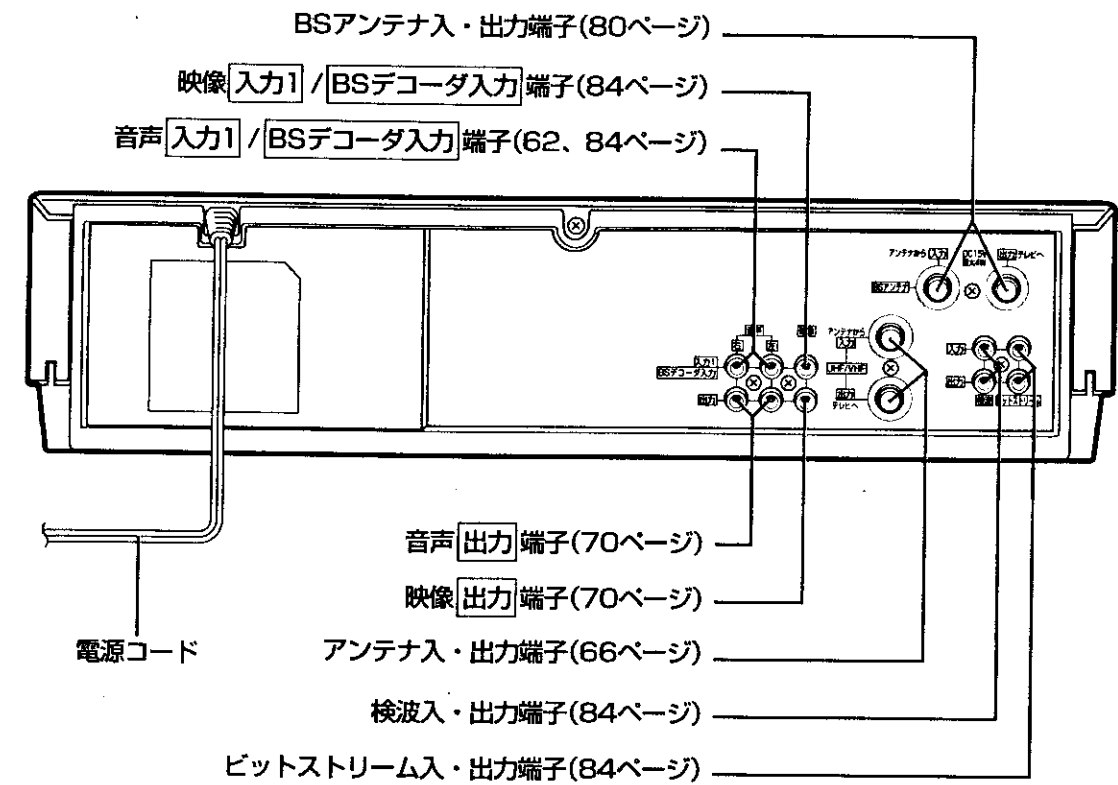 BSアンテナ入・出力端子(80ページ)
映像 入力1 / BSデコーダ入力 端子(84ページ)
音声 入力1 / BSデコーダ入力 端子(62、84ページ)
アンテナから 入力
出力 テレビへ
BSアンテナ
アンテナから
入力
UHF/VHF
出力
テレビへ
右
左
入力1
BSデコーダ入力
出力
入力
出力
音声 出力 端子(70ページ)
映像 出力 端子(70ページ)
電源コード
アンテナ入・出力端子(66ページ)
検波入・出力端子(84ページ)
ビットストリーム入・出力端子(84ページ)